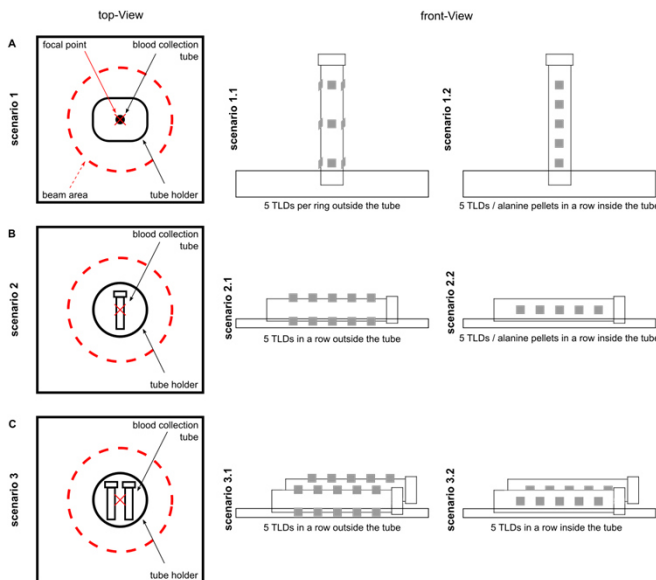 top-View
front-View
A
scenario 1
focal point
blood collection
tube
beam area
tube holder
scenario 1.1
5 TLDs per ring outside the tube
scenario 1.2
5 TLDs / alanine pellets in a row inside the tube
B
scenario 2
blood collection
tube
tube holder
scenario 2.1
5 TLDs in a row outside the tube
scenario 2.2
5 TLDs / alanine pellets in a row inside the tube
C
scenario 3
blood collection
tube
tube holder
scenario 3.1
5 TLDs in a row outside the tube
scenario 3.2
5 TLDs in a row inside the tube